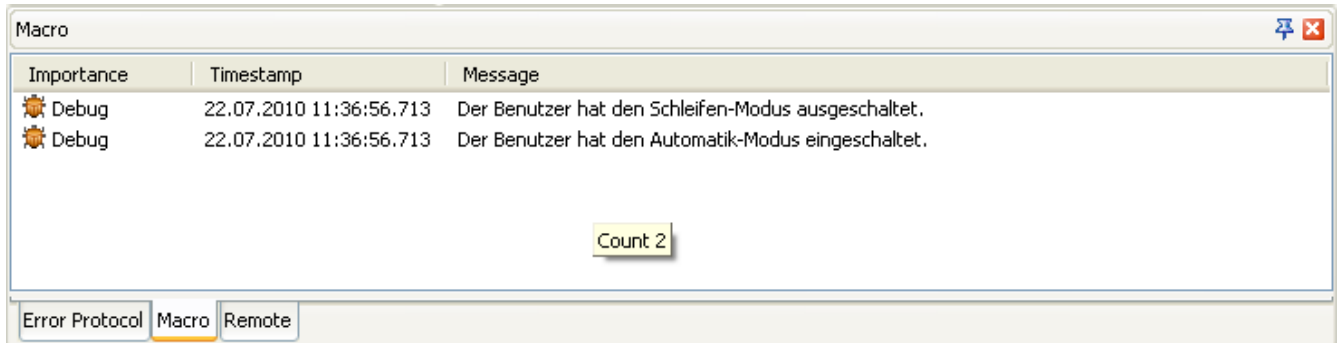 Macro
Importance Timestamp Message
Debug 22.07.2010 11:36:56.713 Der Benutzer hat den Schleifen-Modus ausgeschaltet.
Debug 22.07.2010 11:36:56.713 Der Benutzer hat den Automatik-Modus eingeschaltet.
Count 2
Error Protocol Macro Remote